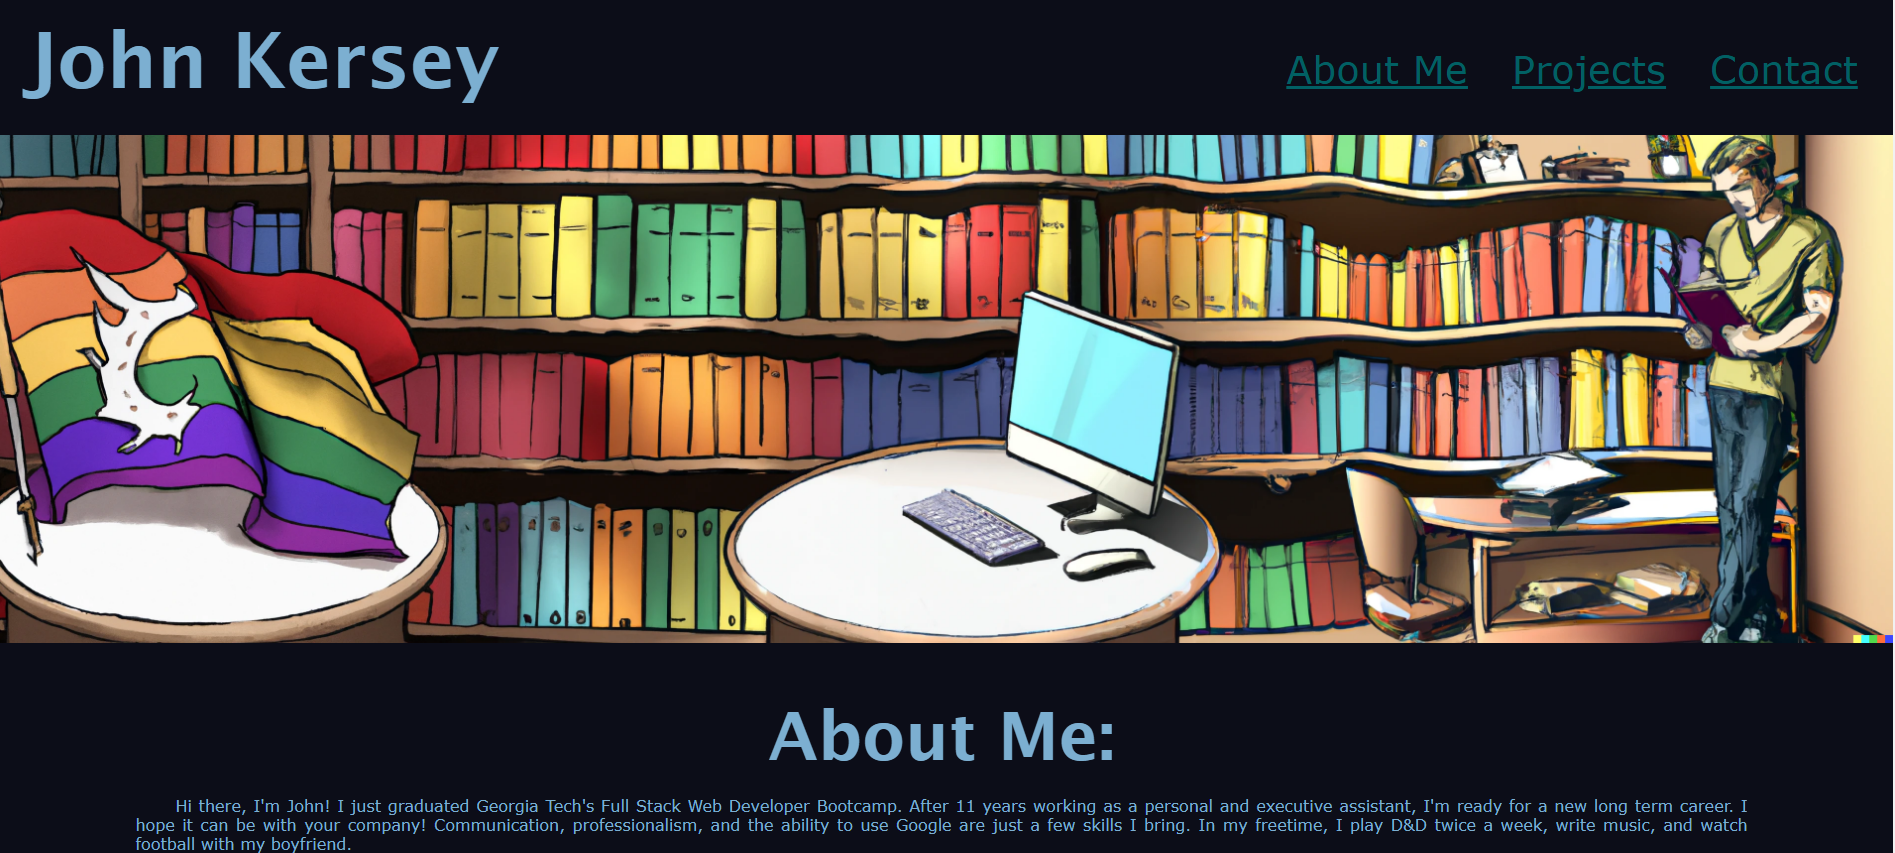 John Kersey
About Me Projects Contact
About Me:
Hi there, I'm John! I just graduated Georgia Tech's Full Stack Web Developer Bootcamp. After 11 years working as a personal and executive assistant, I'm ready for a new long term career. I
hope it can be with your company! Communication, professionalism, and the ability to use Google are just a few skills I bring. In my freetime, I play D&D twice a week, write music, and watch
football with my boyfriend.